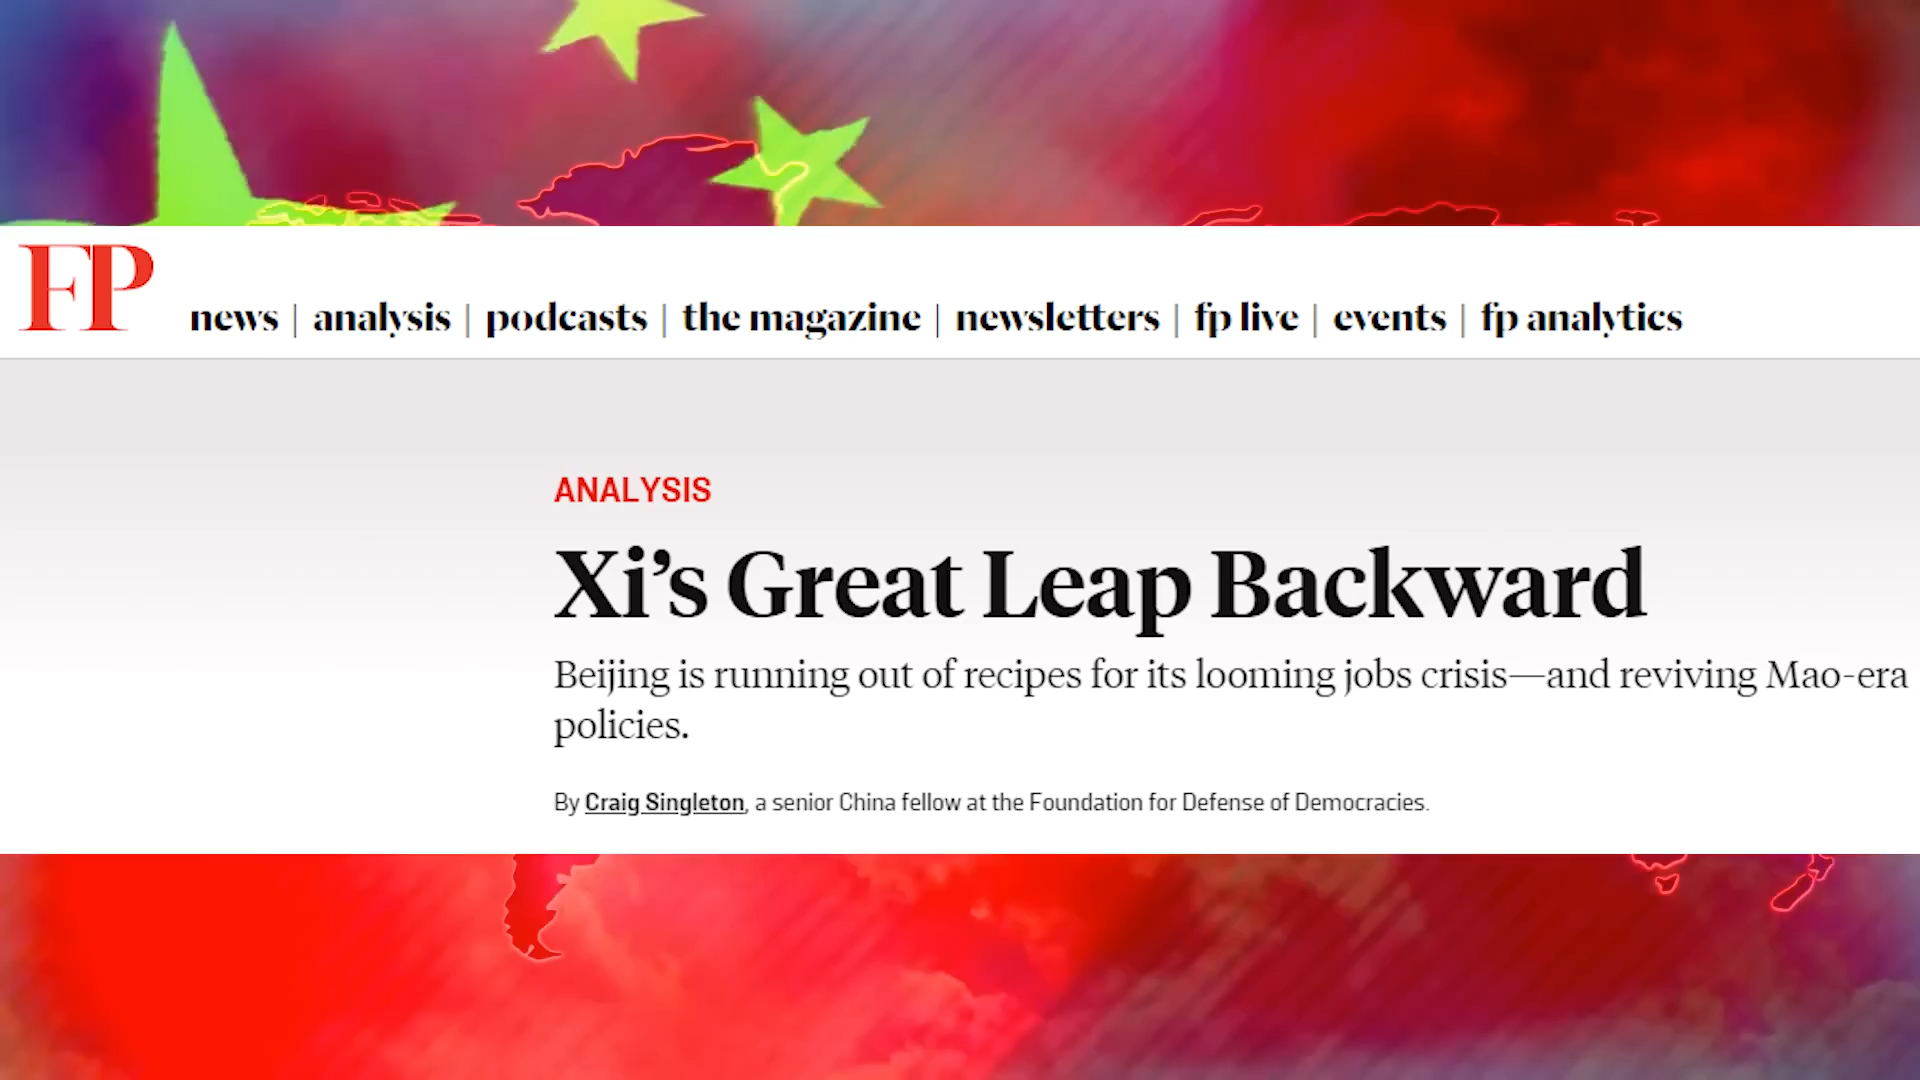 FP
news | analysis | podcasts | the magazine | newsletters | fp live | events | fp analytics
ANALYSIS
Xi’s Great Leap Backward
Beijing is running out of recipes for its looming jobs crisis—and reviving Mao-era
policies.
By Craig Singleton, a senior China fellow at the Foundation for Defense of Democracies.